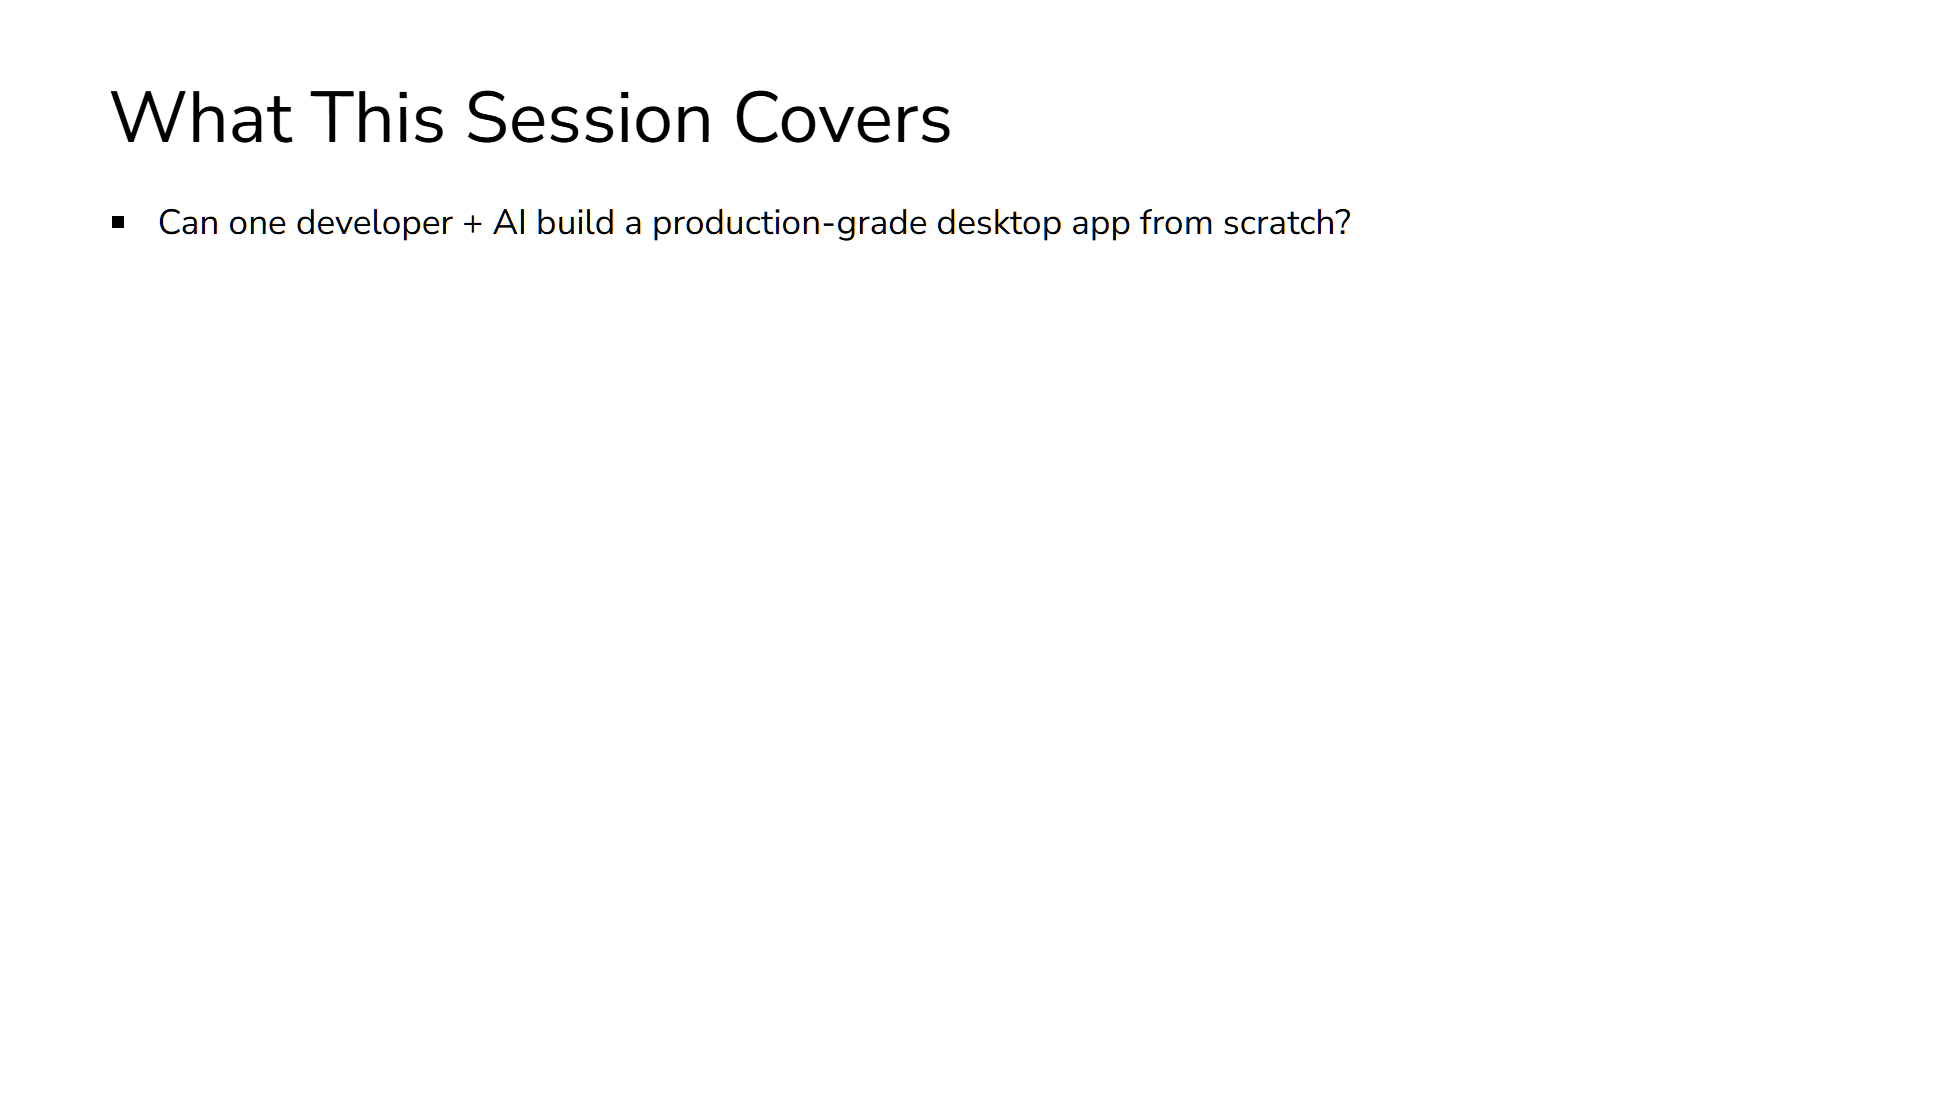 What This Session Covers
▪ Can one developer + AI build a production-grade desktop app from scratch?